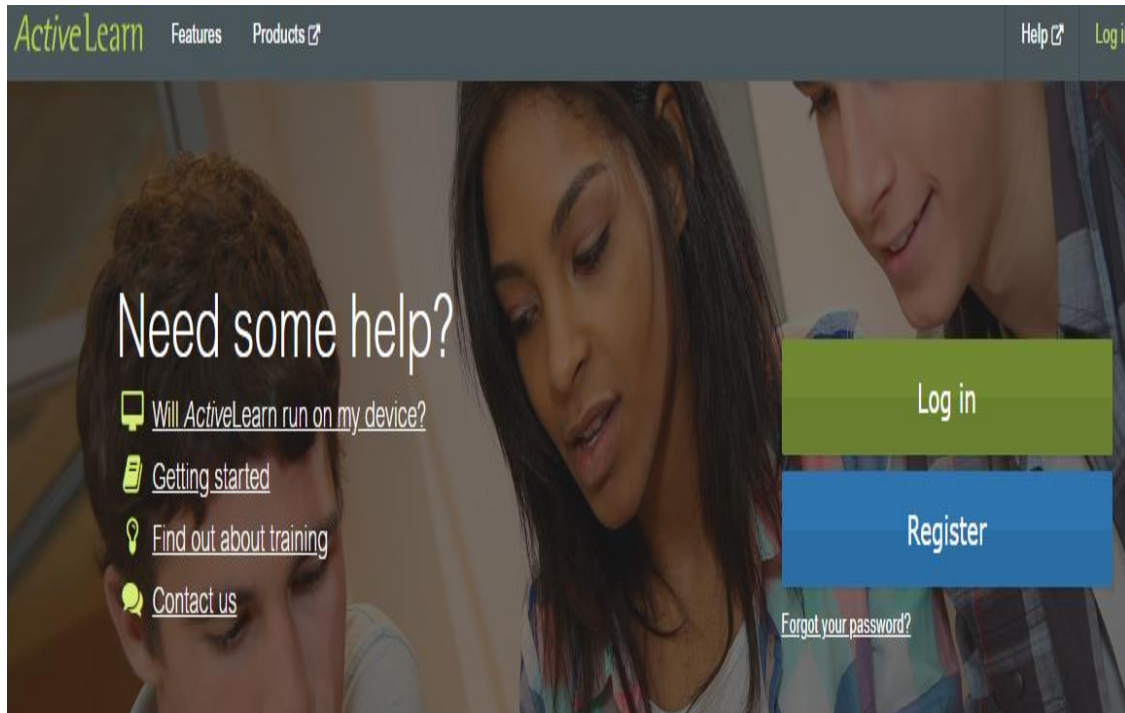 ActiveLearn Features Products Help Log i
Need some help?
Will ActiveLearn run on my device?
Getting started
Find out about training
Contact us
Log in
Register
Forgot your password?